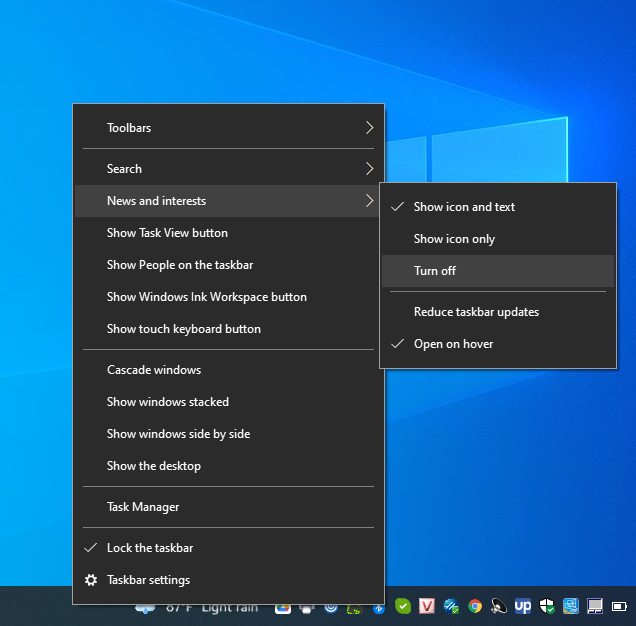 Toolbars
Search
News and interests
Show Task View button
Show People on the taskbar
Show Windows Ink Workspace button
Show touch keyboard button
Cascade windows
Show windows stacked
Show windows side by side
Show the desktop
Task Manager
Lock the taskbar
Taskbar settings
Show icon and text
Show icon only
Turn off
Reduce taskbar updates
Open on hover
87°F Light rain
V
up